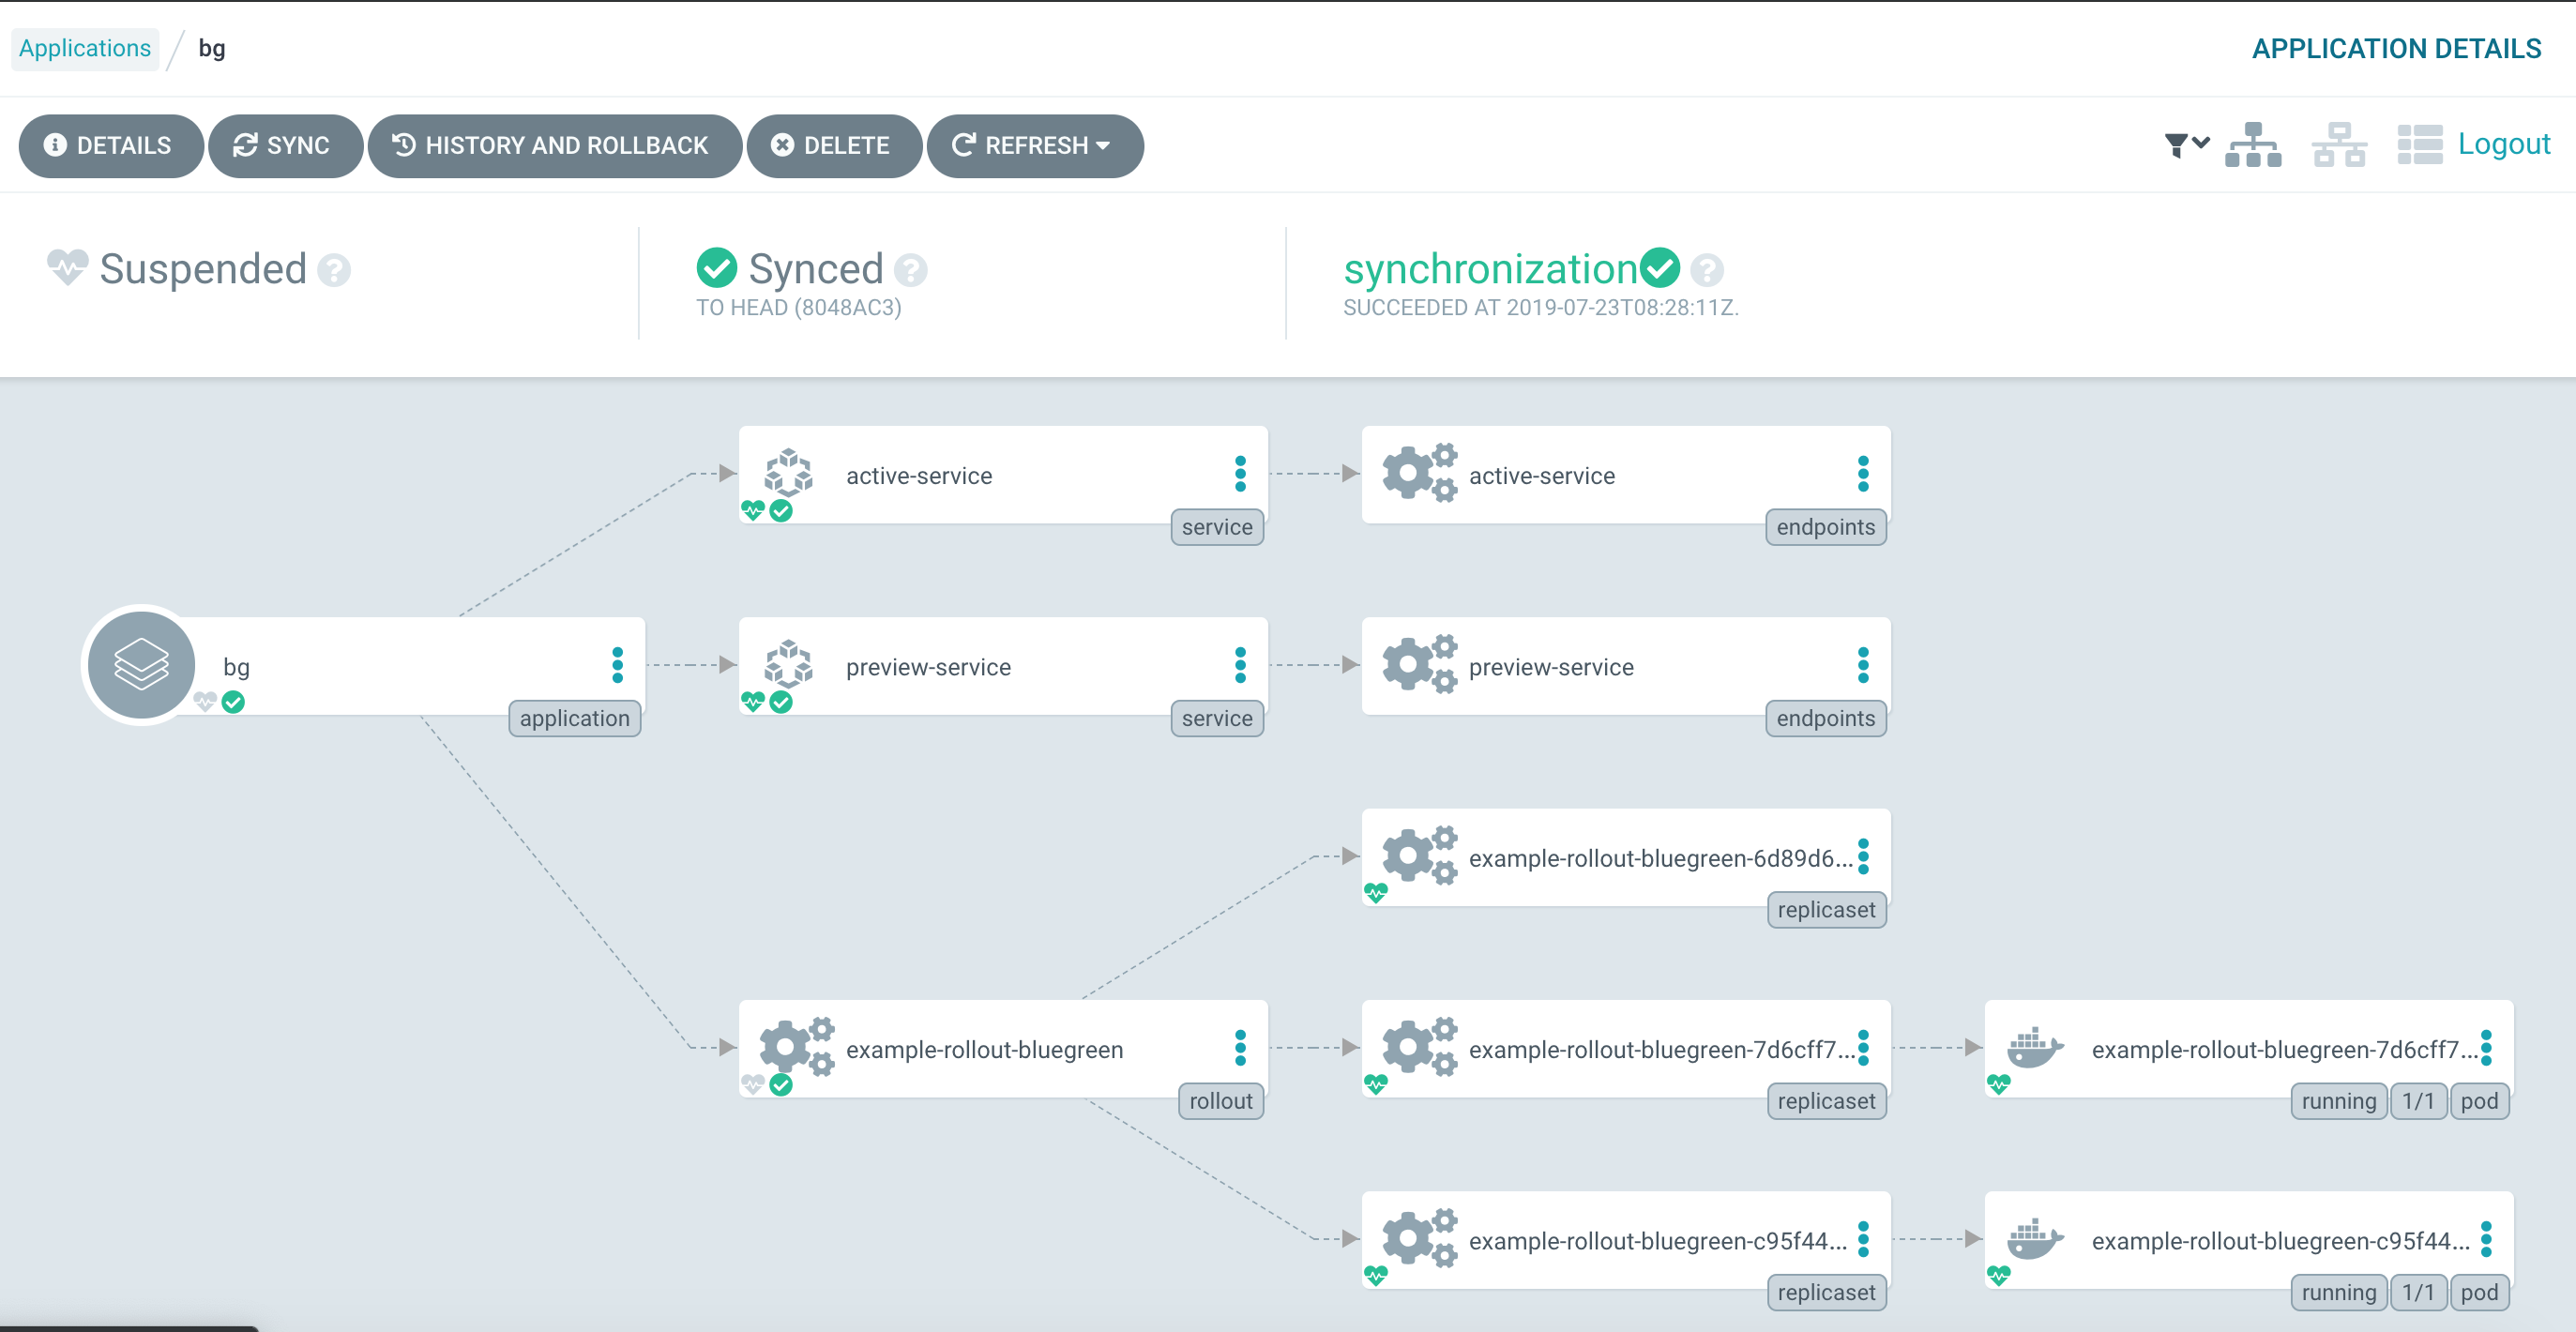 Applications / bg
APPLICATION DETAILS
DETAILS
SYNC
HISTORY AND ROLLBACK
DELETE
REFRESH
Logout
Suspended
Synced
TO HEAD (8048AC3)
synchronization
SUCCEEDED AT 2019-07-23T08:28:11Z.
active-service
service
active-service
endpoints
bg
application
preview-service
service
preview-service
endpoints
example-rollout-bluegreen-6d89d6...
replicaset
example-rollout-bluegreen
rollout
example-rollout-bluegreen-7d6cff7...
replicaset
example-rollout-bluegreen-7d6cff7...
running 1/1 pod
example-rollout-bluegreen-c95f44...
replicaset
example-rollout-bluegreen-c95f44...
running 1/1 pod